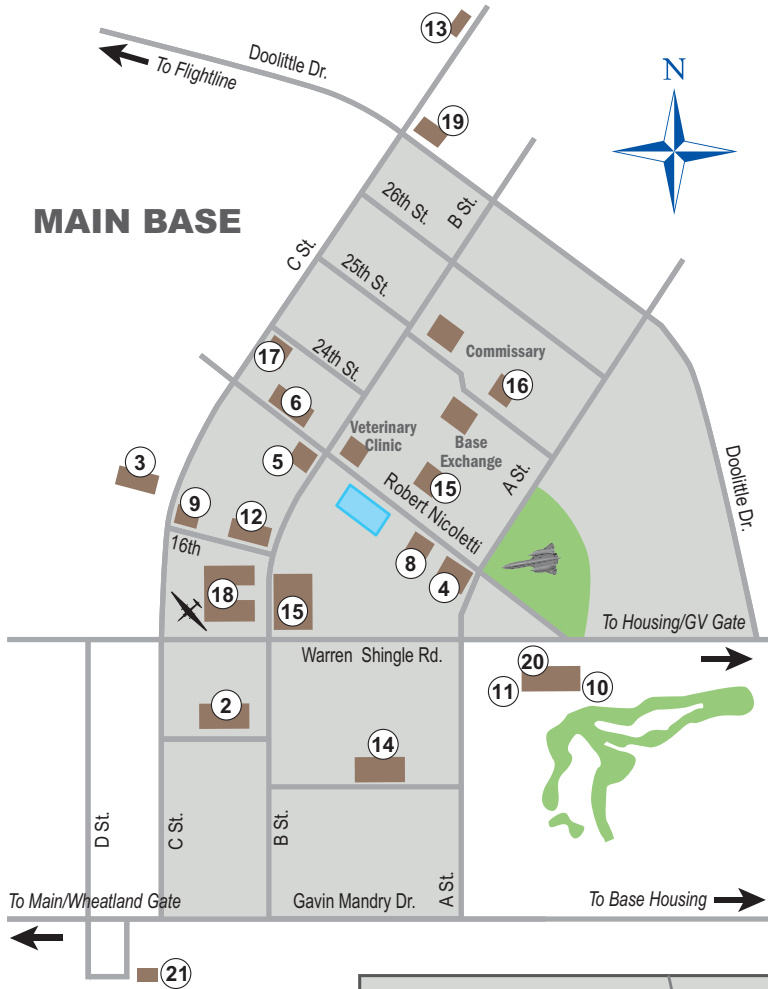 13
Doolittle Dr.
To Flightline
N
19
MAIN BASE
26th St.
B St.
C St.
25th St.
17
24th St.
Commissary
16
6
Veterinary
Clinic
Base
Exchange
5
3
15
A St.
Doolittle Dr.
Robert Nicoletti
9
12
16th
8
4
18
15
To Housing/GV Gate
Warren Shingle Rd.
20
11
10
2
14
D St.
C St.
B St.
A St.
To Main/Wheatland Gate
Gavin Mandry Dr.
To Base Housing
21